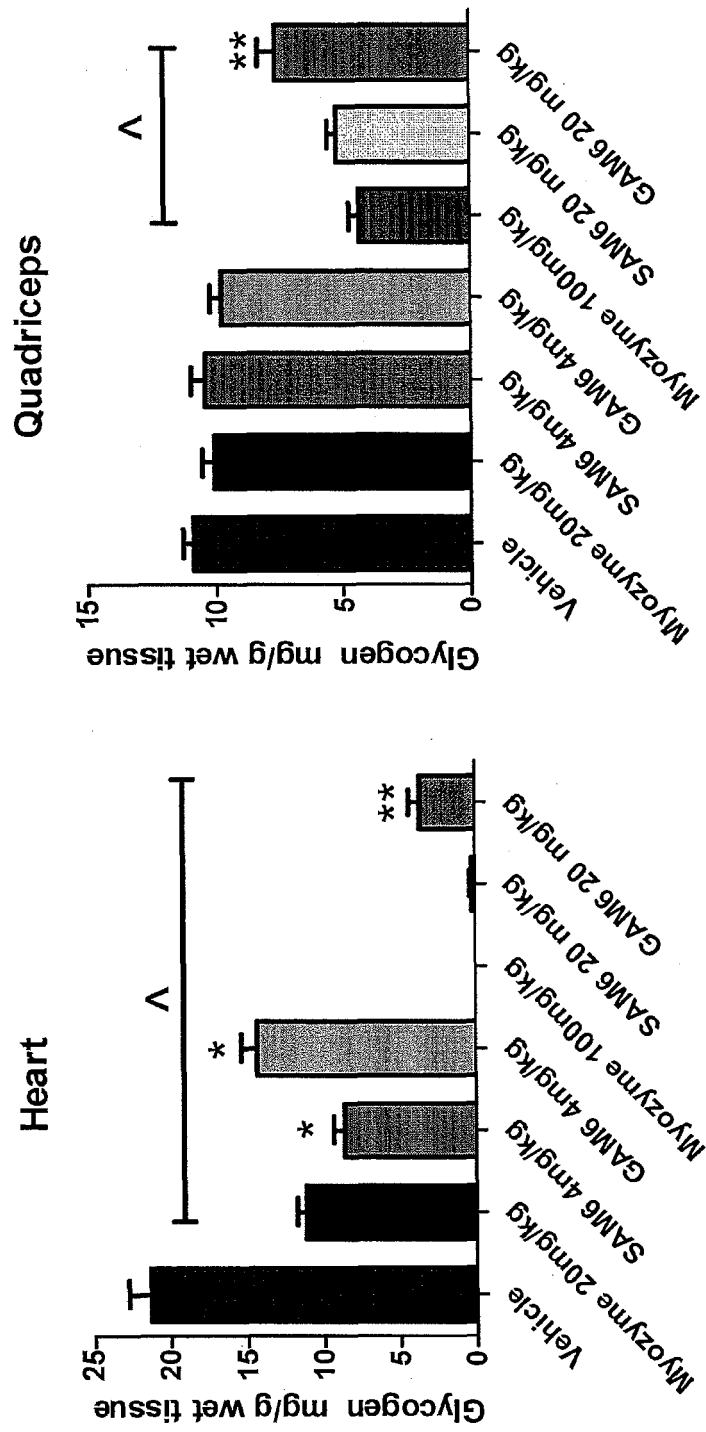 Heart
Glycogen mg/g wet tissue
25
20
15
10
5
0
*
*
**
V
Vehicle
Myozyme 20mg/kg
SAM6 4mg/kg
GAM6 4mg/kg
Myozyme 100mg/kg
SAM6 20 mg/kg
GAM6 20 mg/kg
Quadriceps
Glycogen mg/g wet tissue
15
10
5
0
V
**
Vehicle
Myozyme 20mg/kg
SAM6 4mg/kg
GAM6 4mg/kg
Myozyme 100mg/kg
SAM6 20 mg/kg
GAM6 20 mg/kg